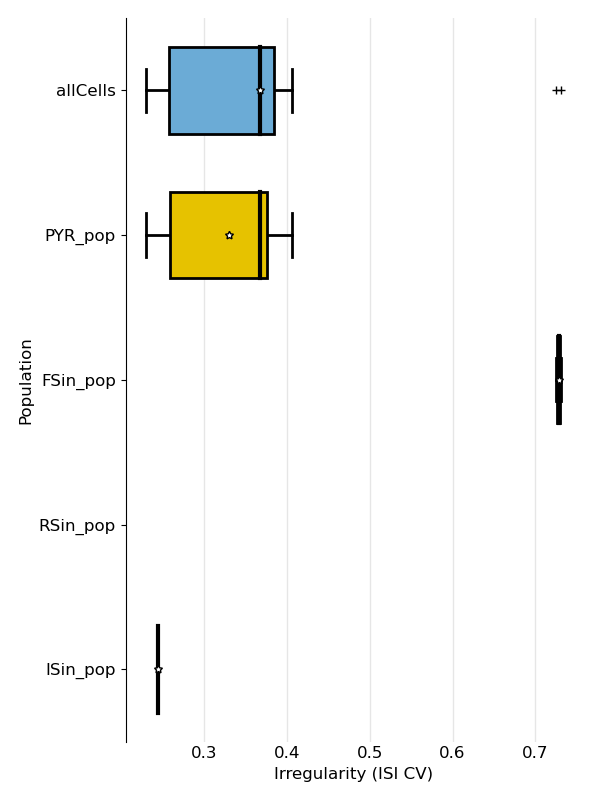 allCells
PYR_pop
FSin_pop
RSin_pop
ISin_pop
Population
0.3 0.4 0.5 0.6 0.7
Irregularity (ISI CV)